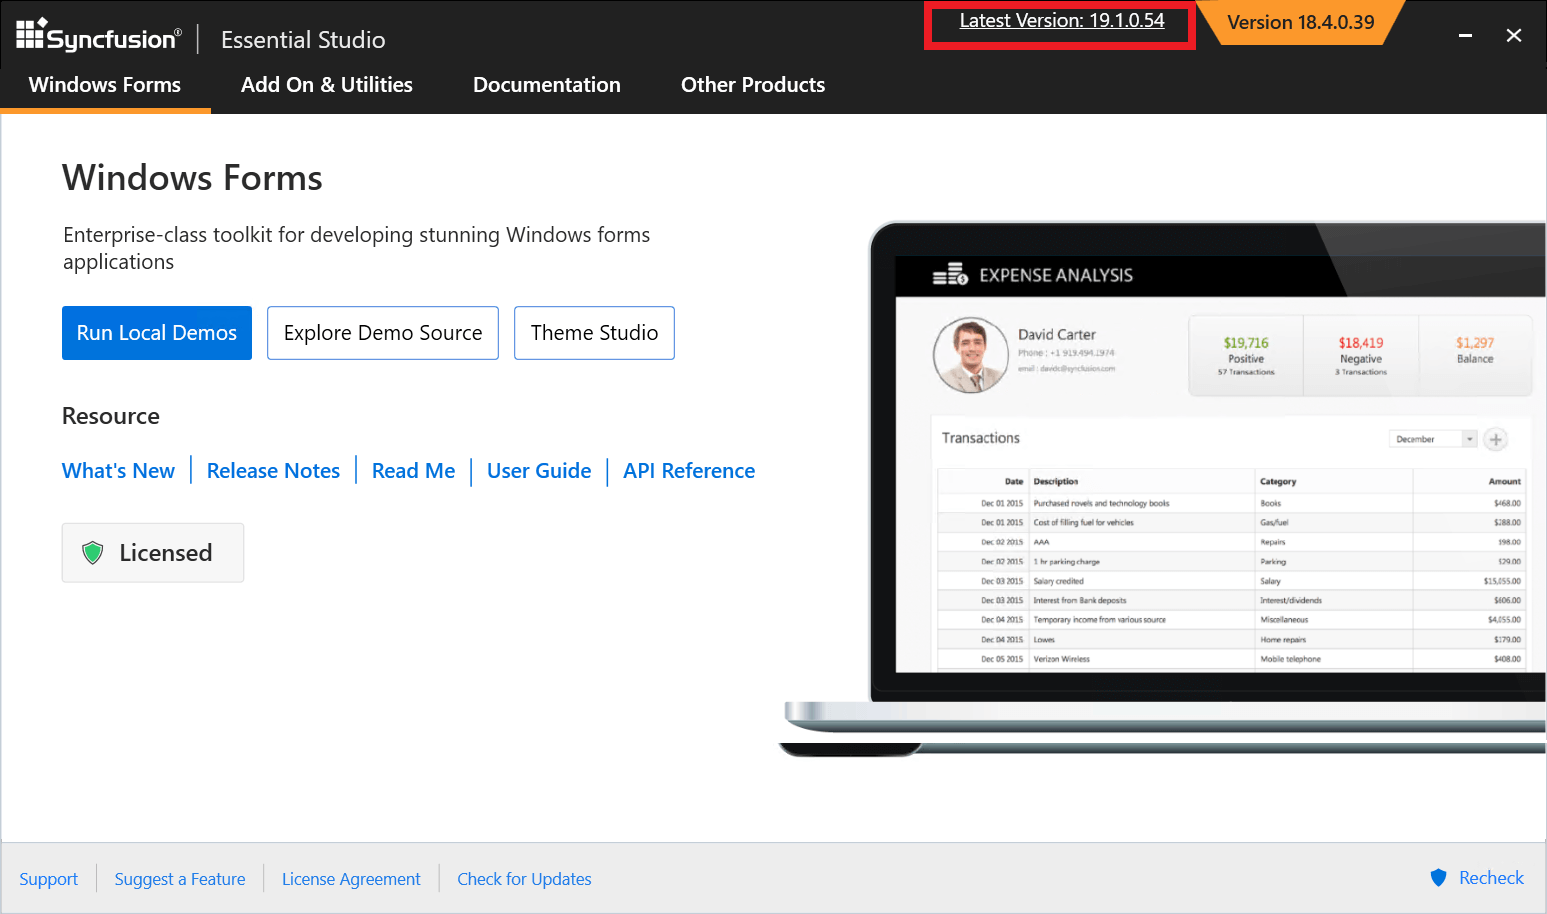 Syncfusion® Essential Studio
Latest Version: 19.1.0.54
Version 18.4.0.39
Windows Forms Add On & Utilities Documentation Other Products
Windows Forms
Enterprise-class toolkit for developing stunning Windows forms
applications
Run Local Demos Explore Demo Source Theme Studio
Resource
What's New Release Notes Read Me User Guide API Reference
Licensed
EXPENSE ANALYSIS
David Carter
Phone : +1 919.494.1974
email : davidc@syncfusion.com
$19,716 $18,419 $1,297
Positive Negative Balance
57 Transactions 3 Transactions
Transactions December
Date Description Category Amount
Dec 01 2015 Purchased novels and technology books Books $468.00
Dec 01 2015 Cost of filling fuel for vehicles Gas/fuel $288.00
Dec 02 2015 AAA Repairs $98.00
Dec 02 2015 1 hr parking charge Parking $29.00
Dec 03 2015 Salary credited Salary $15,055.00
Dec 03 2015 Interest from Bank deposits Interest/dividends $606.00
Dec 04 2015 Temporary income from various source Miscellaneous $4,055.00
Dec 04 2015 Lowes Home repairs $179.00
Dec 05 2015 Verizon Wireless Mobile telephone $408.00
Support Suggest a Feature License Agreement Check for Updates Recheck